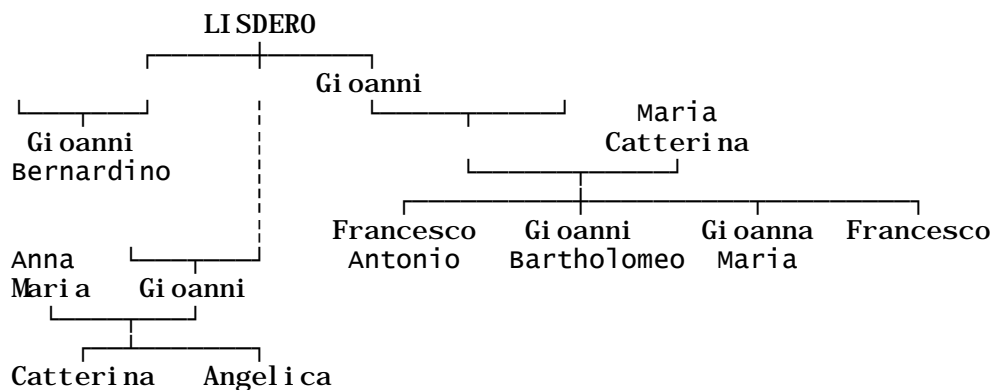 LISDERO
Gioanni
Maria
Gioanni Catterina
Bernardino
Francesco Gioanni Gioanna Francesco
Anna Antonio Bartholomeo Maria
Maria Gioanni
Catterina Angelica